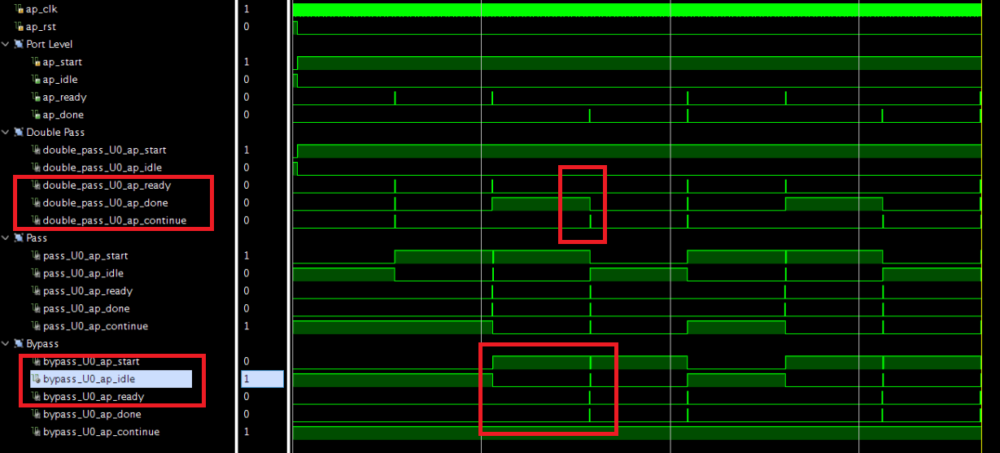 ap_clk 1
ap_rst 0
Port Level
ap_start 1
ap_idle 0
ap_ready 0
ap_done 0
Double Pass
double_pass_U0_ap_start 1
double_pass_U0_ap_idle 0
double_pass_U0_ap_ready 0
double_pass_U0_ap_done 0
double_pass_U0_ap_continue 0
Pass
pass_U0_ap_start 1
pass_U0_ap_idle 0
pass_U0_ap_ready 0
pass_U0_ap_done 0
pass_U0_ap_continue 1
Bypass
bypass_U0_ap_start 0
bypass_U0_ap_idle 1
bypass_U0_ap_ready 0
bypass_U0_ap_done 0
bypass_U0_ap_continue 1